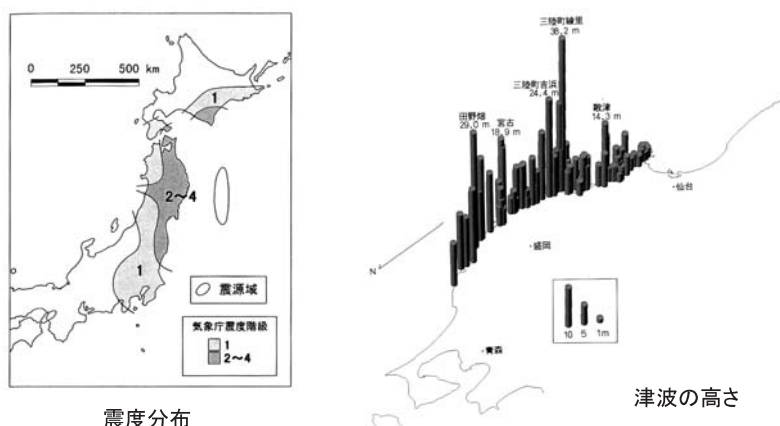 0 250 500 km
1
2～4
1
震源域
気象庁震度階級
1
2～4
震度分布
三陸町綾里
38.2 m
三陸町吉浜
24.4 m
田野畑
29.0 m
宮古
18.9 m
歌津
14.3 m
・仙台
・盛岡
N
10 5 1m
・青森
津波の高さ